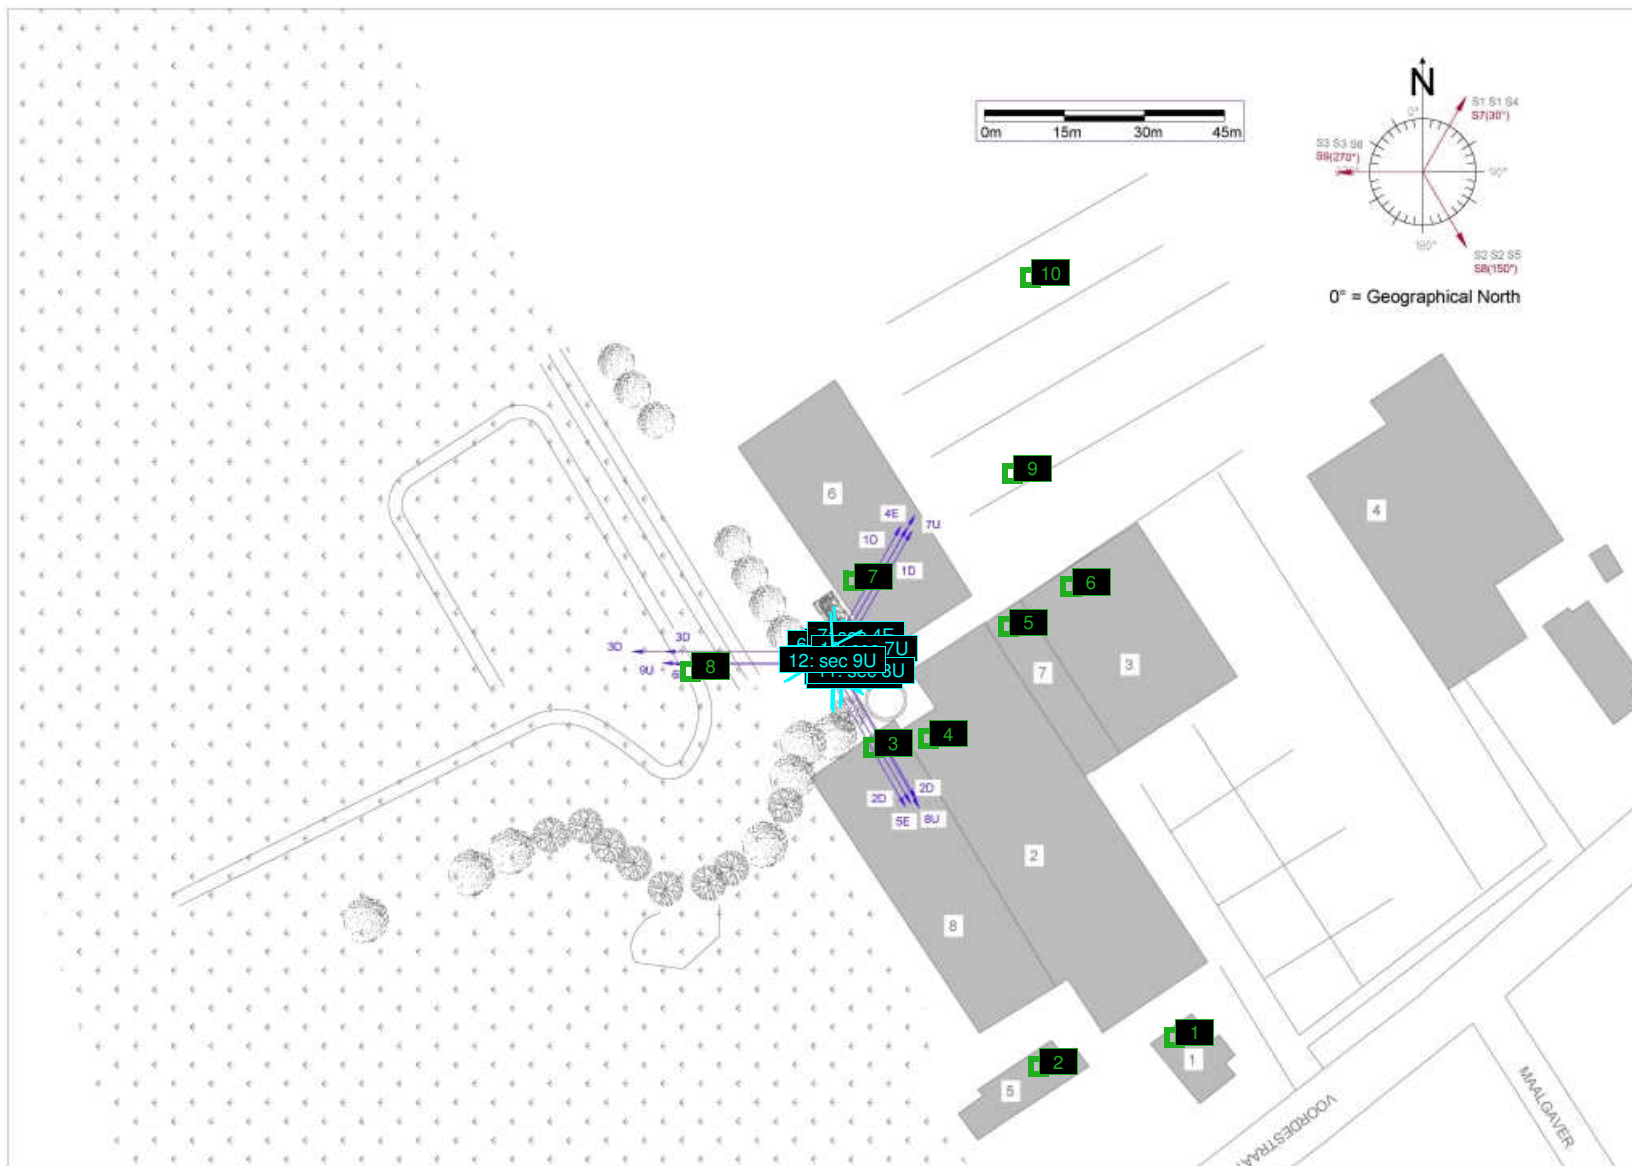 N
0°
S1 S1 S4
S7(30°)
S3 S3 S6
S9(270°)
90°
180°
S2 S2 S5
S8(150°)
0° = Geographical North
0m 15m 30m 45m
10
9
4
6
4E
7U
1D
1D
7
6
5
3
7
3D
3D
9U
8
7U
12: sec 9U
3
4
2D
2D
5E
8U
2
8
1
1
2
5
VOORDESTRAA
MAALGAVER